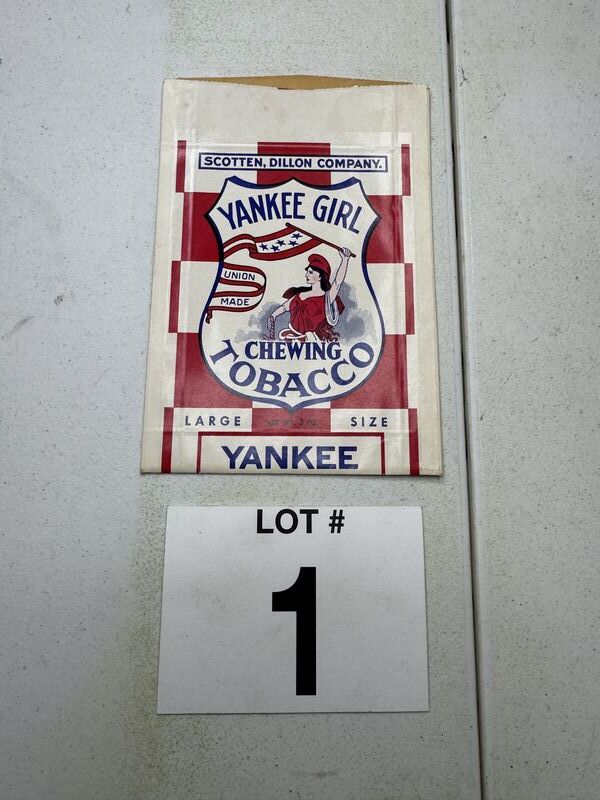 SCOTTEN, DILLON COMPANY.
YANKEE GIRL
UNION
MADE
CHEWING
TOBACCO
LARGE SIZE
YANKEE
LOT #
1